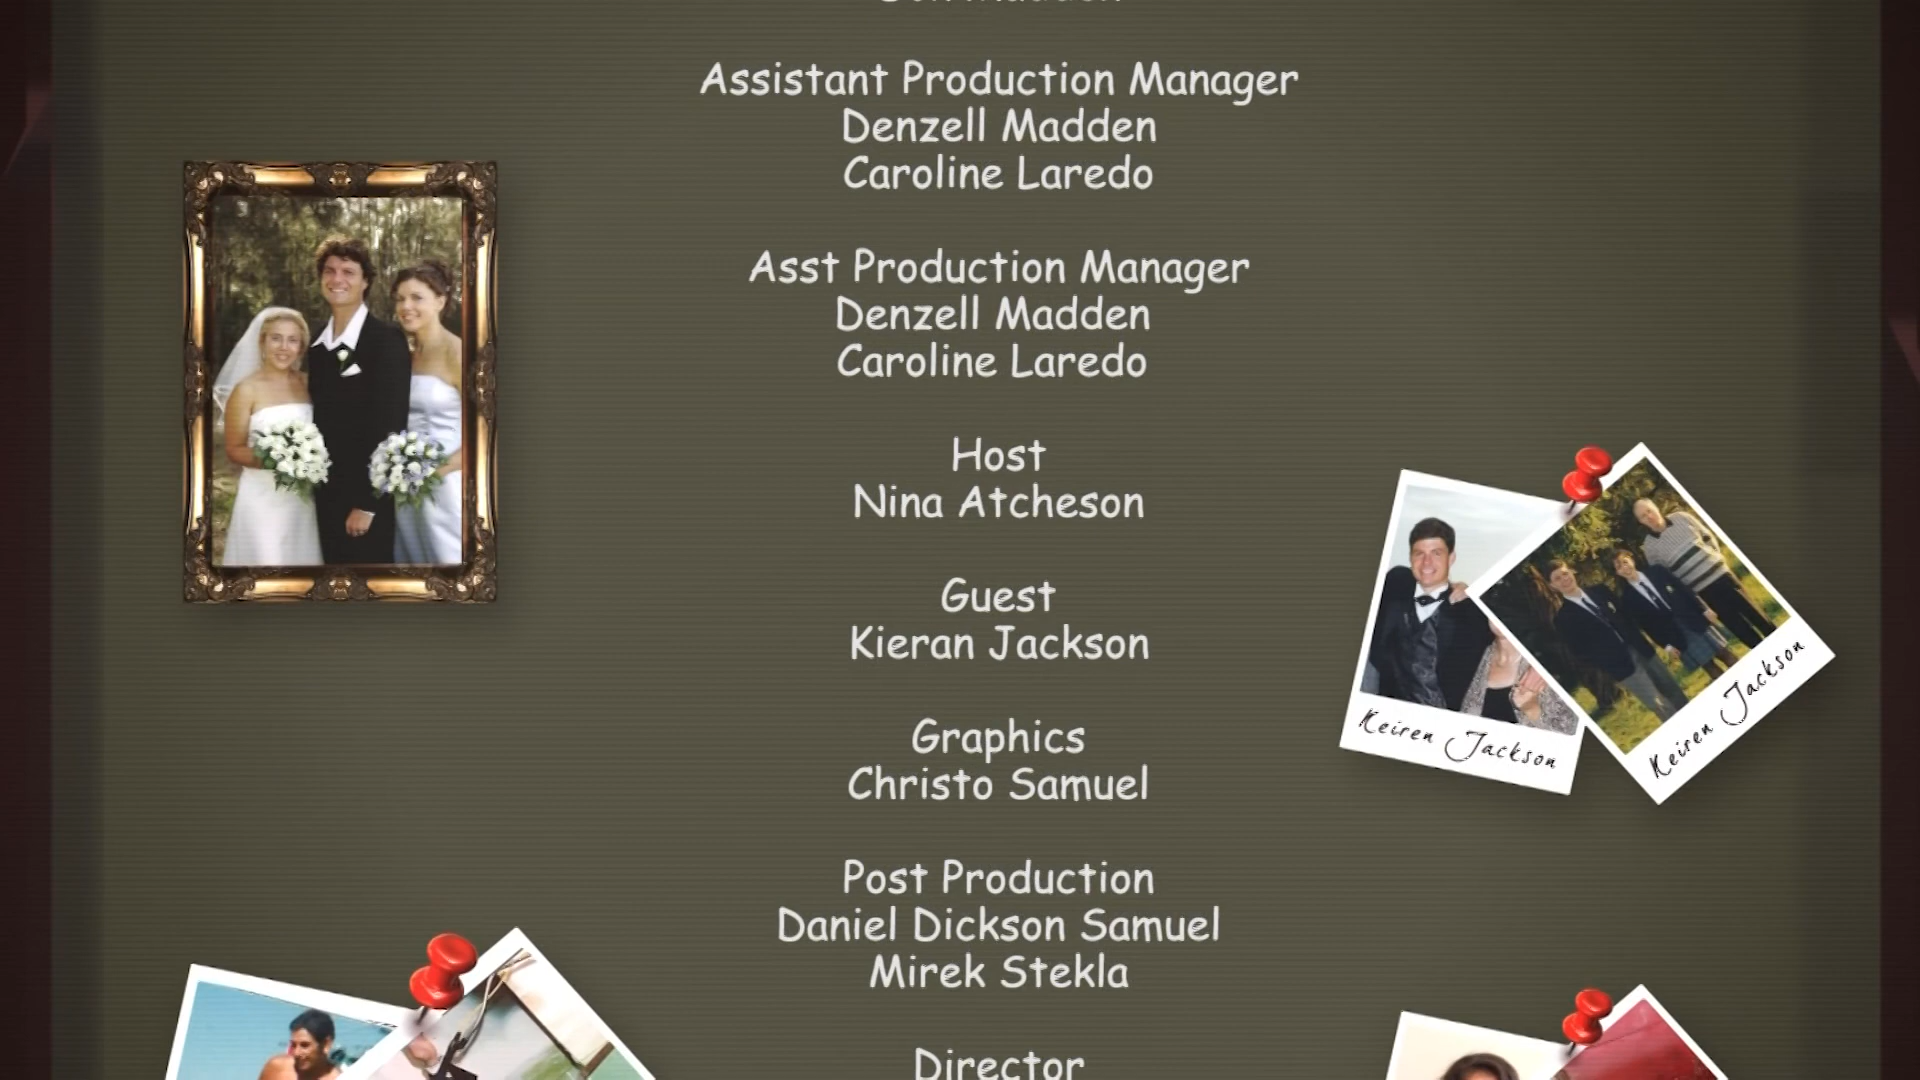 Assistant Production Manager
Denzell Madden
Caroline Laredo
Asst Production Manager
Denzell Madden
Caroline Laredo
Host
Nina Atcheson
Guest
Kieran Jackson
Graphics
Christo Samuel
Post Production
Daniel Dickson Samuel
Mirek Stekla
Director
Keiren Jackson
Keiren Jackson